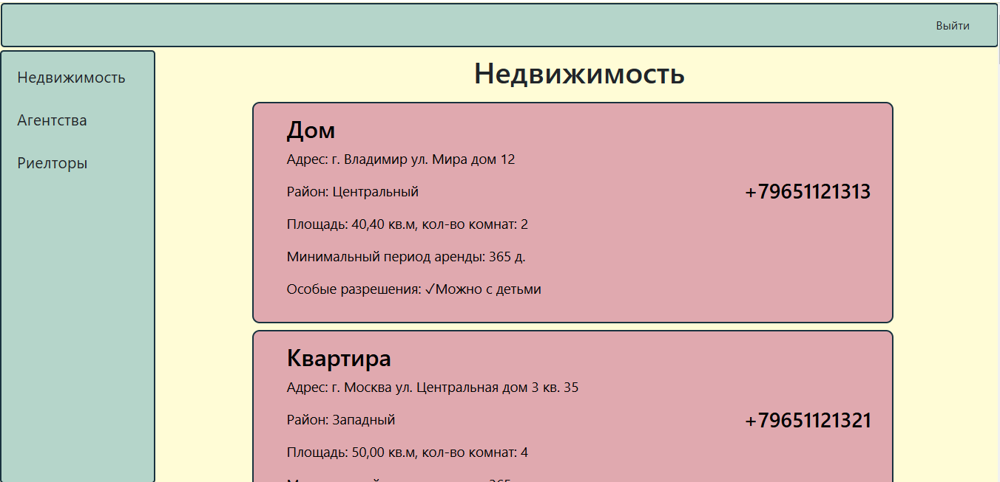 Выйти
Недвижимость
Агентства
Риелторы
Недвижимость
Дом
Адрес: г. Владимир ул. Мира дом 12
Район: Центральный
+79651121313
Площадь: 40,40 кв.м, кол-во комнат: 2
Минимальный период аренды: 365 д.
Особые разрешения: ✓Можно с детьми
Квартира
Адрес: г. Москва ул. Центральная дом 3 кв. 35
Район: Западный
+79651121321
Площадь: 50,00 кв.м, кол-во комнат: 4